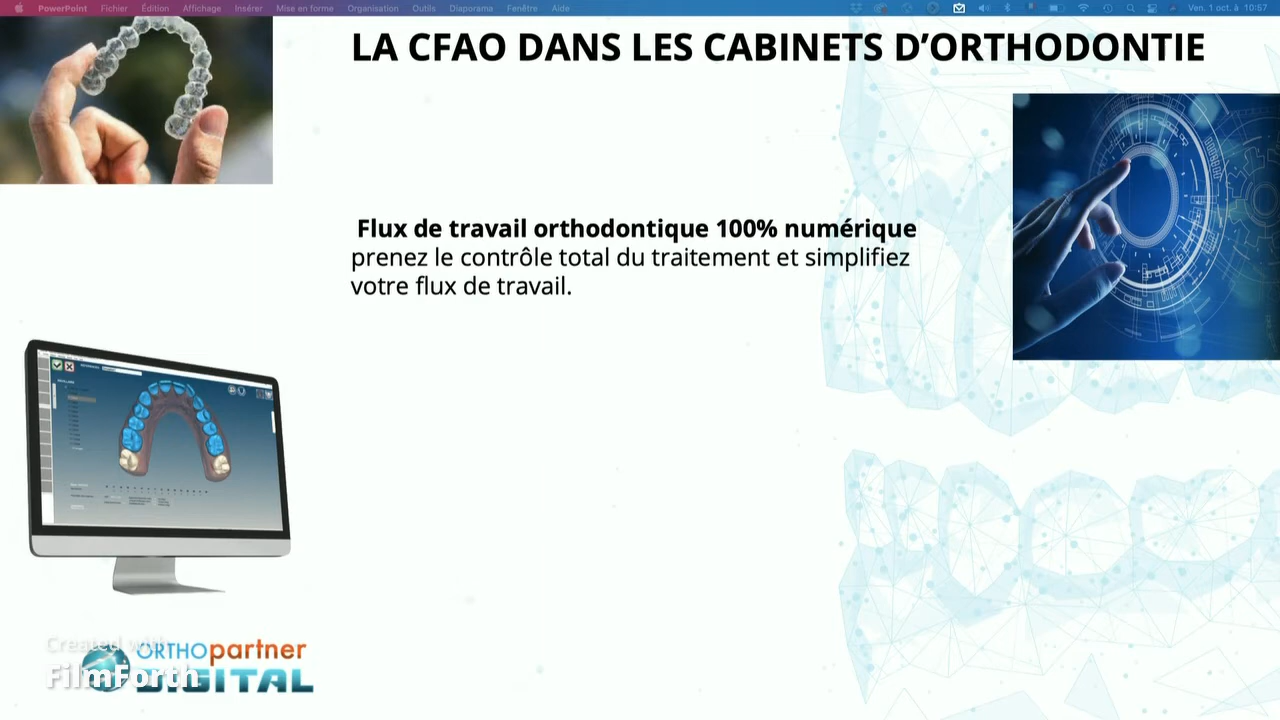 PowerPoint Fichier Édition Affichage Insérer Mise en forme Organisation Outils Diaporama Fenêtre Aide Ven. 1 oct. à 10:57
LA CFAO DANS LES CABINETS D’ORTHODONTIE
Flux de travail orthodontique 100% numérique
prenez le contrôle total du traitement et simplifiez
votre flux de travail.
Created with
FilmForth
ORTHOpartner
DIGITAL